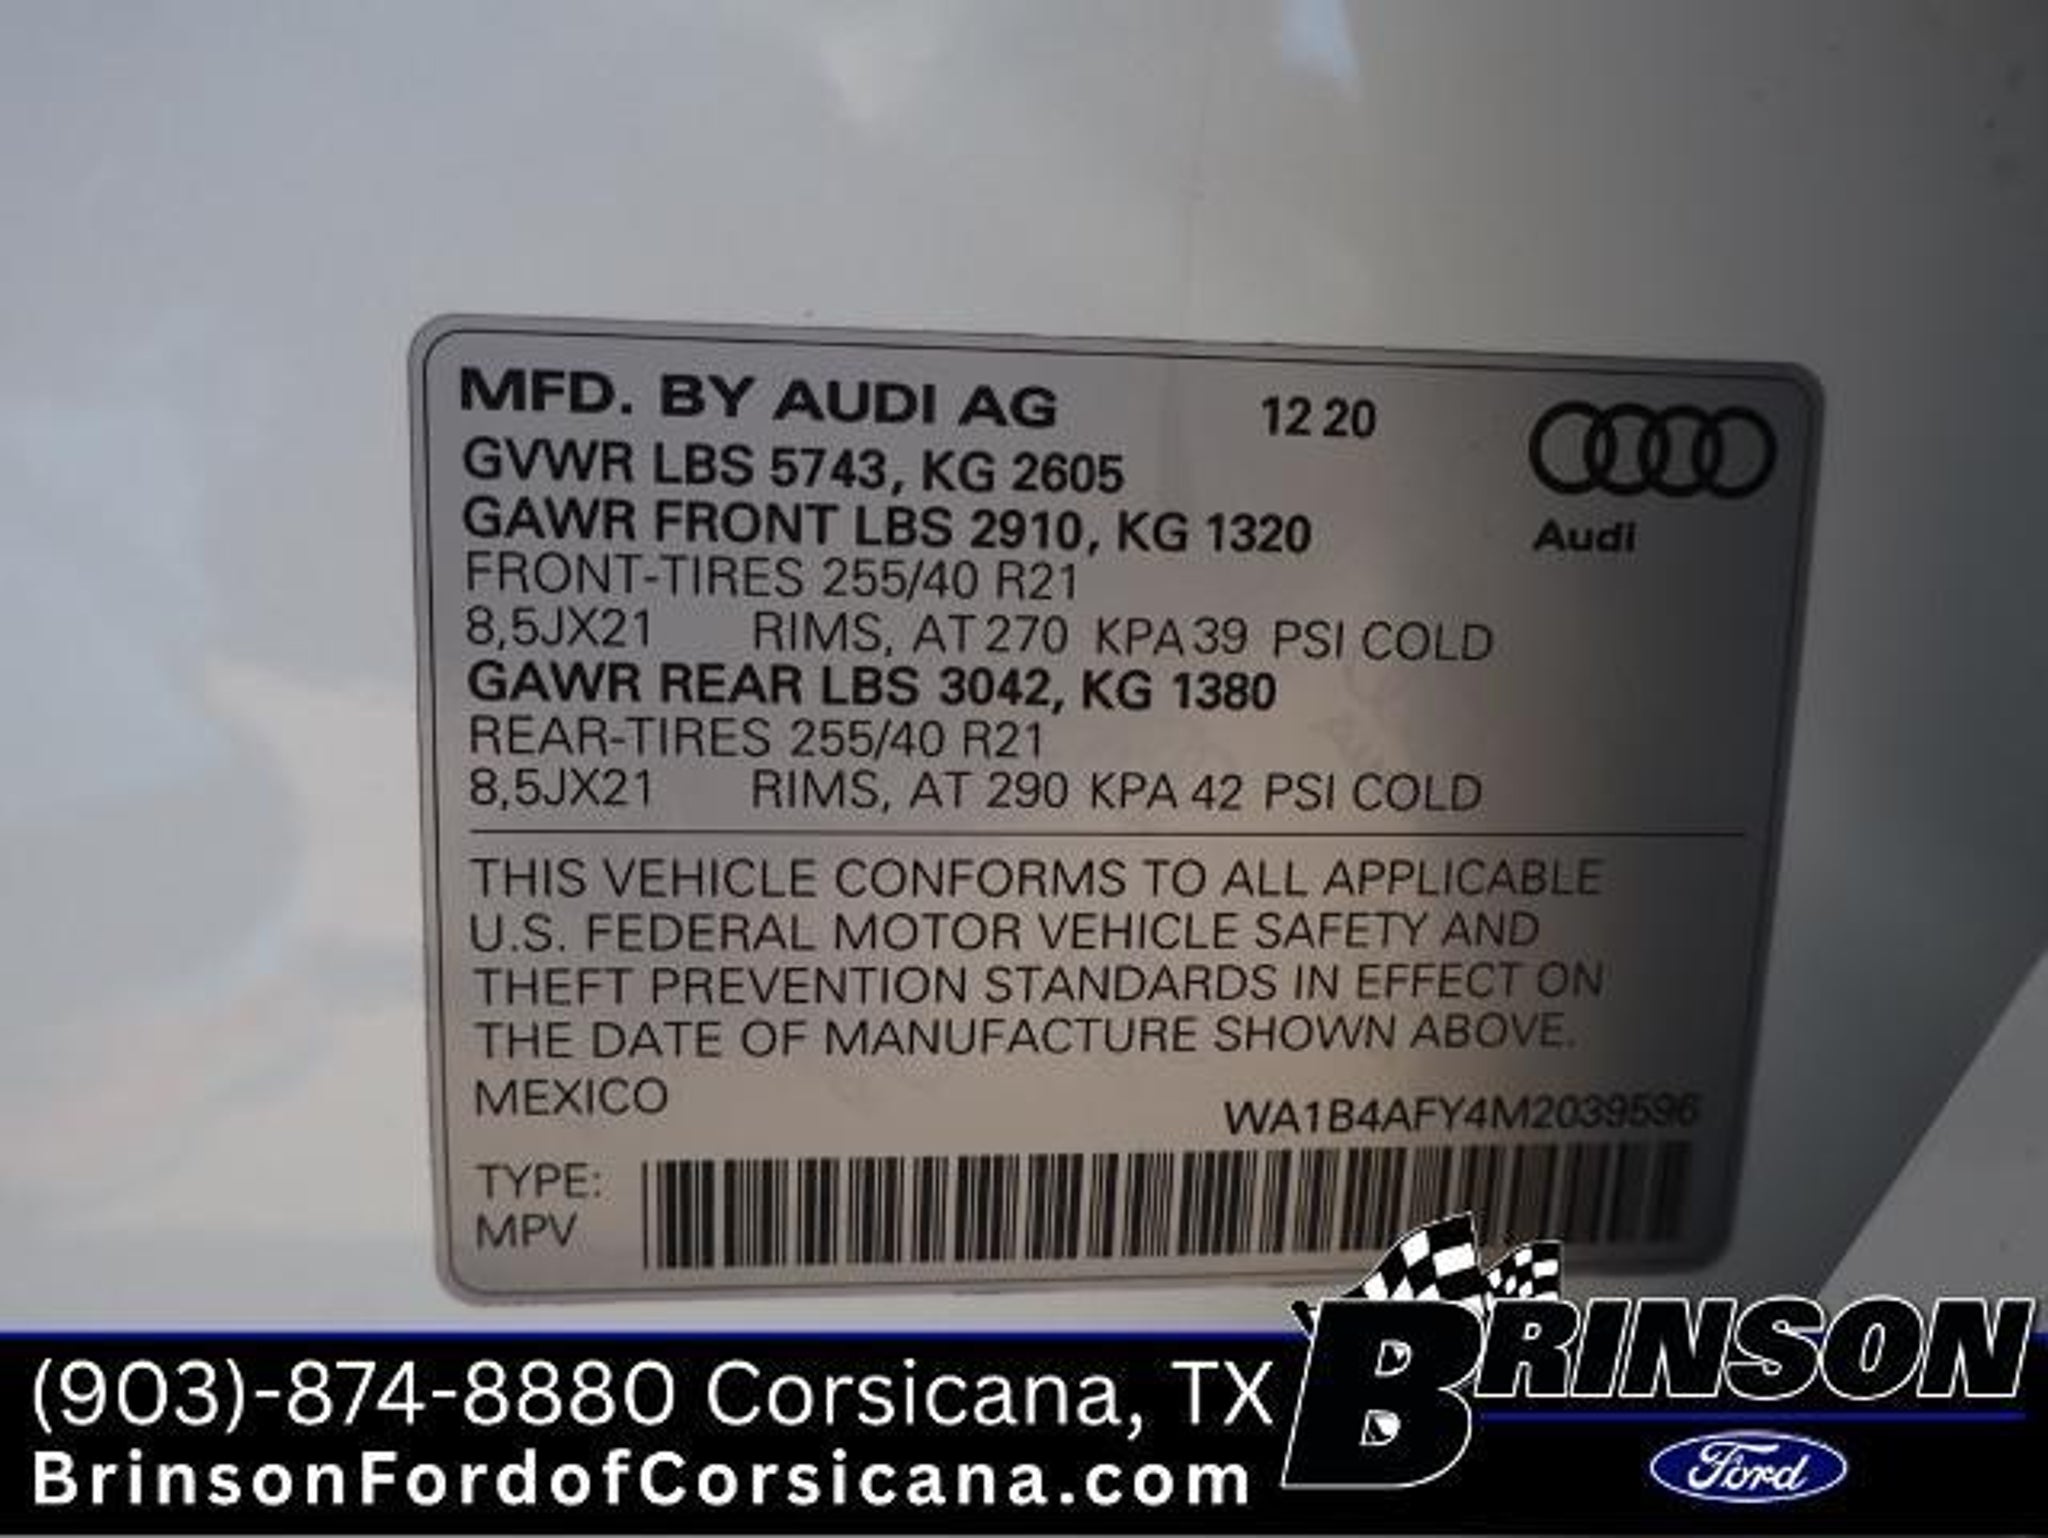 MFD. BY AUDI AG 12 20
GVWR LBS 5743, KG 2605
GAWR FRONT LBS 2910, KG 1320
Audi
FRONT-TIRES 255/40 R21
8,5JX21 RIMS, AT 270 KPA 39 PSI COLD
GAWR REAR LBS 3042, KG 1380
REAR-TIRES 255/40 R21
8,5JX21 RIMS, AT 290 KPA 42 PSI COLD
THIS VEHICLE CONFORMS TO ALL APPLICABLE
U.S. FEDERAL MOTOR VEHICLE SAFETY AND
THEFT PREVENTION STANDARDS IN EFFECT ON
THE DATE OF MANUFACTURE SHOWN ABOVE.
MEXICO
WA1B4AFY4M2039596
TYPE:
MPV
(903)-874-8880 Corsicana, TX
BrinsonFordofCorsicana.com
BRINSON
Ford